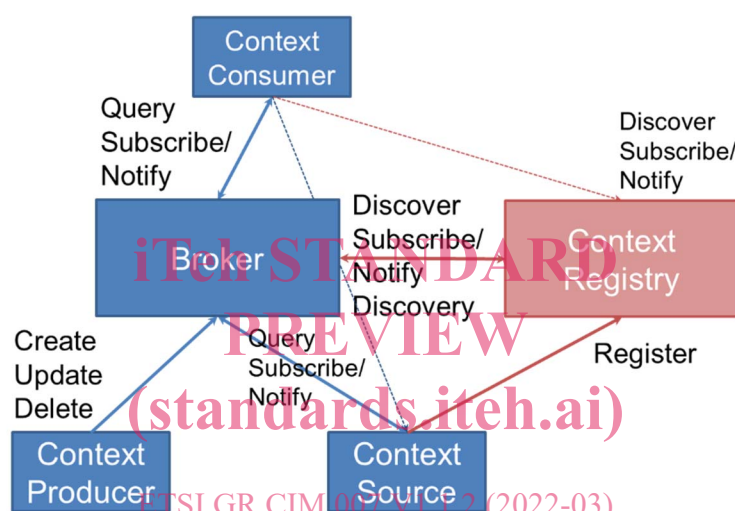 Context
Consumer
Query
Subscribe/
Notify
Discover
Subscribe/
Notify
Broker
Discover
Subscribe/
Notify
Discovery
Context
Registry
iTeh STANDARD
PREVIEW
(standards.iteh.ai)
Create
Update
Delete
Query
Subscribe/
Notify
Register
Context
Producer
Context
Source
ETSI GR CIM 007 V1.1.2 (2022-03)